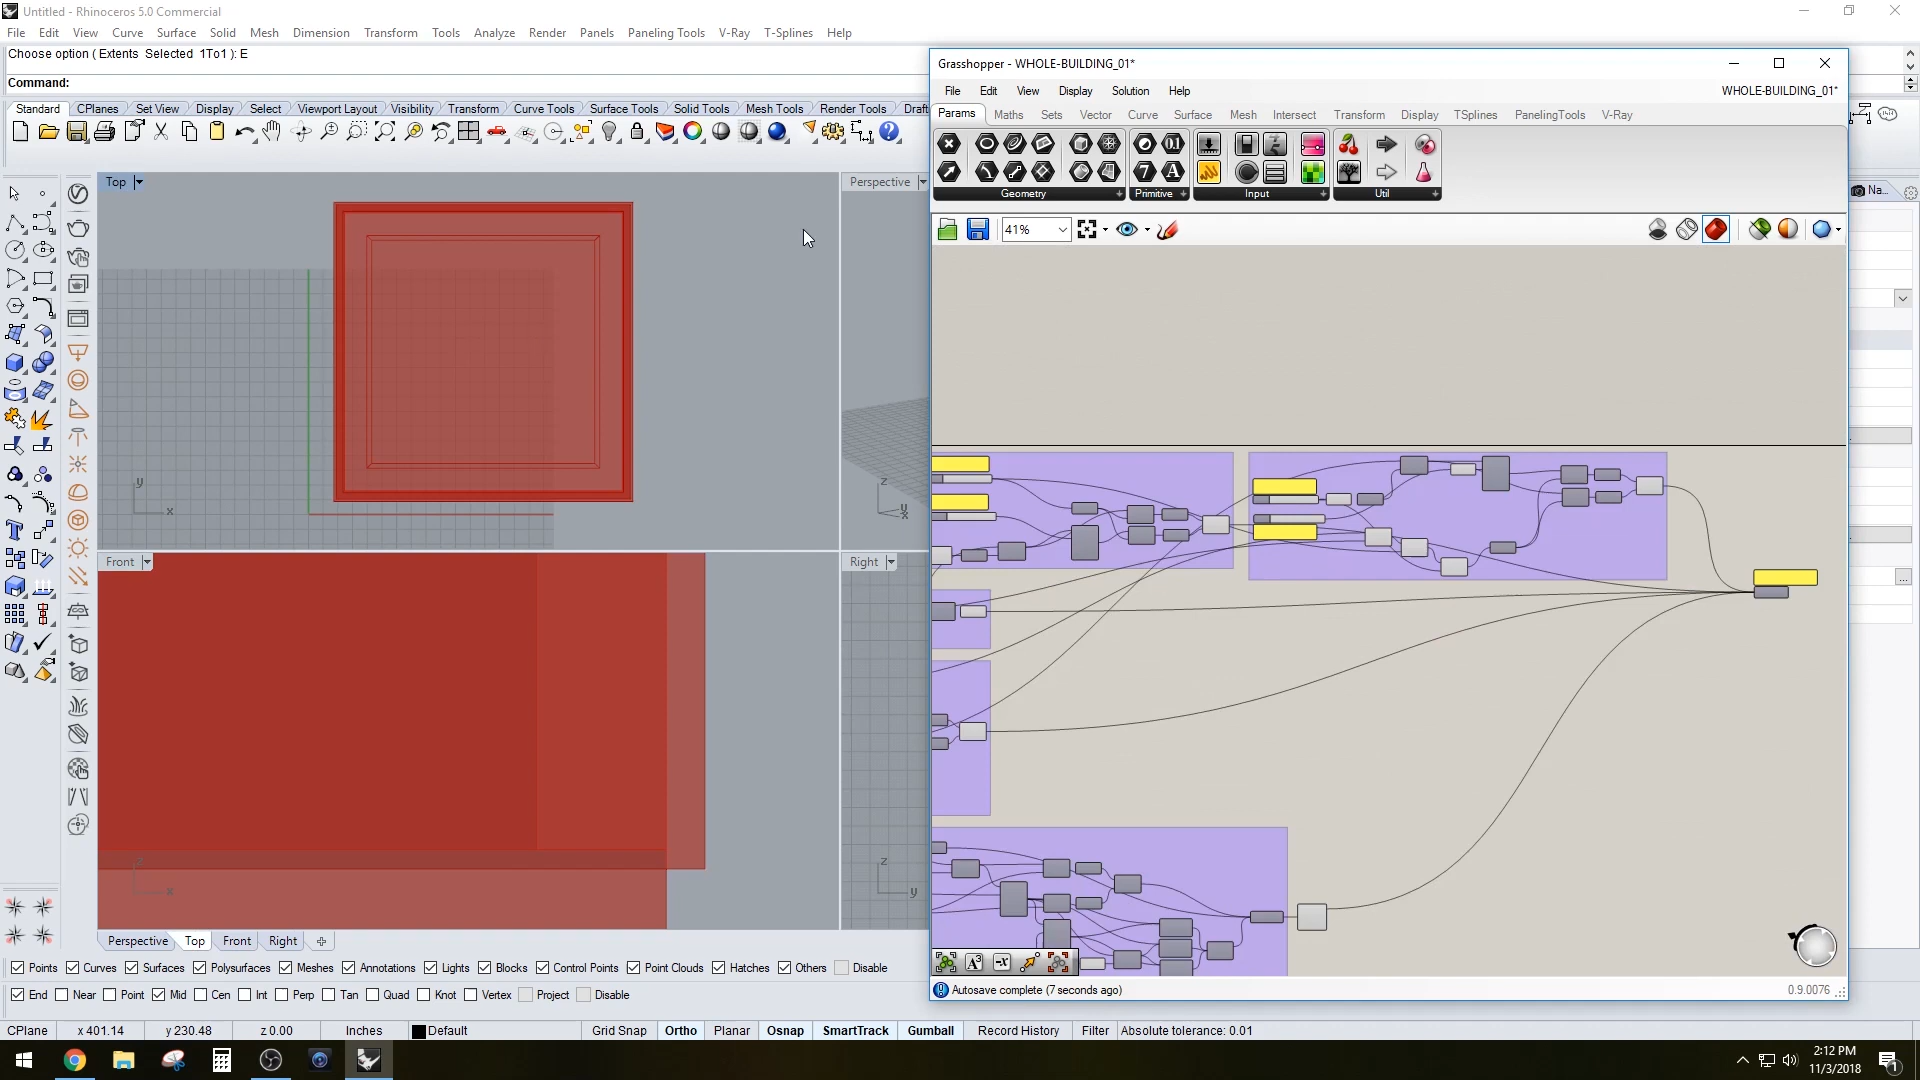 Untitled - Rhinoceros 5.0 Commercial
File Edit View Curve Surface Solid Mesh Dimension Transform Tools Analyze Render Panels Paneling Tools V-Ray T-Splines Help
Choose option ( Extents Selected 1To1 ): E
Command:
Standard CPlanes Set View Display Select Viewport Layout Visibility Transform Curve Tools Surface Tools Solid Tools Mesh Tools Render Tools Draft
Grasshopper - WHOLE-BUILDING_01*
File Edit View Display Solution Help WHOLE-BUILDING_01*
Params Maths Sets Vector Curve Surface Mesh Intersect Transform Display TSplines PanelingTools V-Ray
Geometry Primitive Input Util
41%
Na...
Top
Perspective
y
x
z
y
x
Front
Right
z
x
z
y
Perspective Top Front Right
Points Curves Surfaces Polysurfaces Meshes Annotations Lights Blocks Control Points Point Clouds Hatches Others Disable
End Near Point Mid Cen Int Perp Tan Quad Knot Vertex Project Disable
Autosave complete (7 seconds ago) 0.9.0076
CPlane x 401.14 y 230.48 z 0.00 Inches Default Grid Snap Ortho Planar Osnap SmartTrack Gumball Record History Filter Absolute tolerance: 0.01
2:12 PM
11/3/2018
1